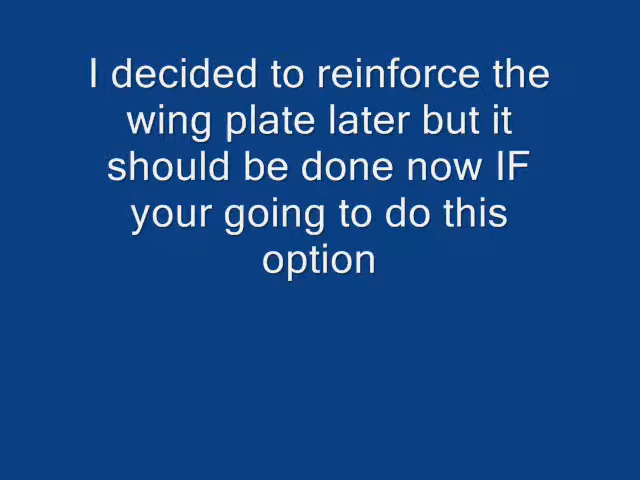 I decided to reinforce the
wing plate later but it
should be done now IF
your going to do this
option